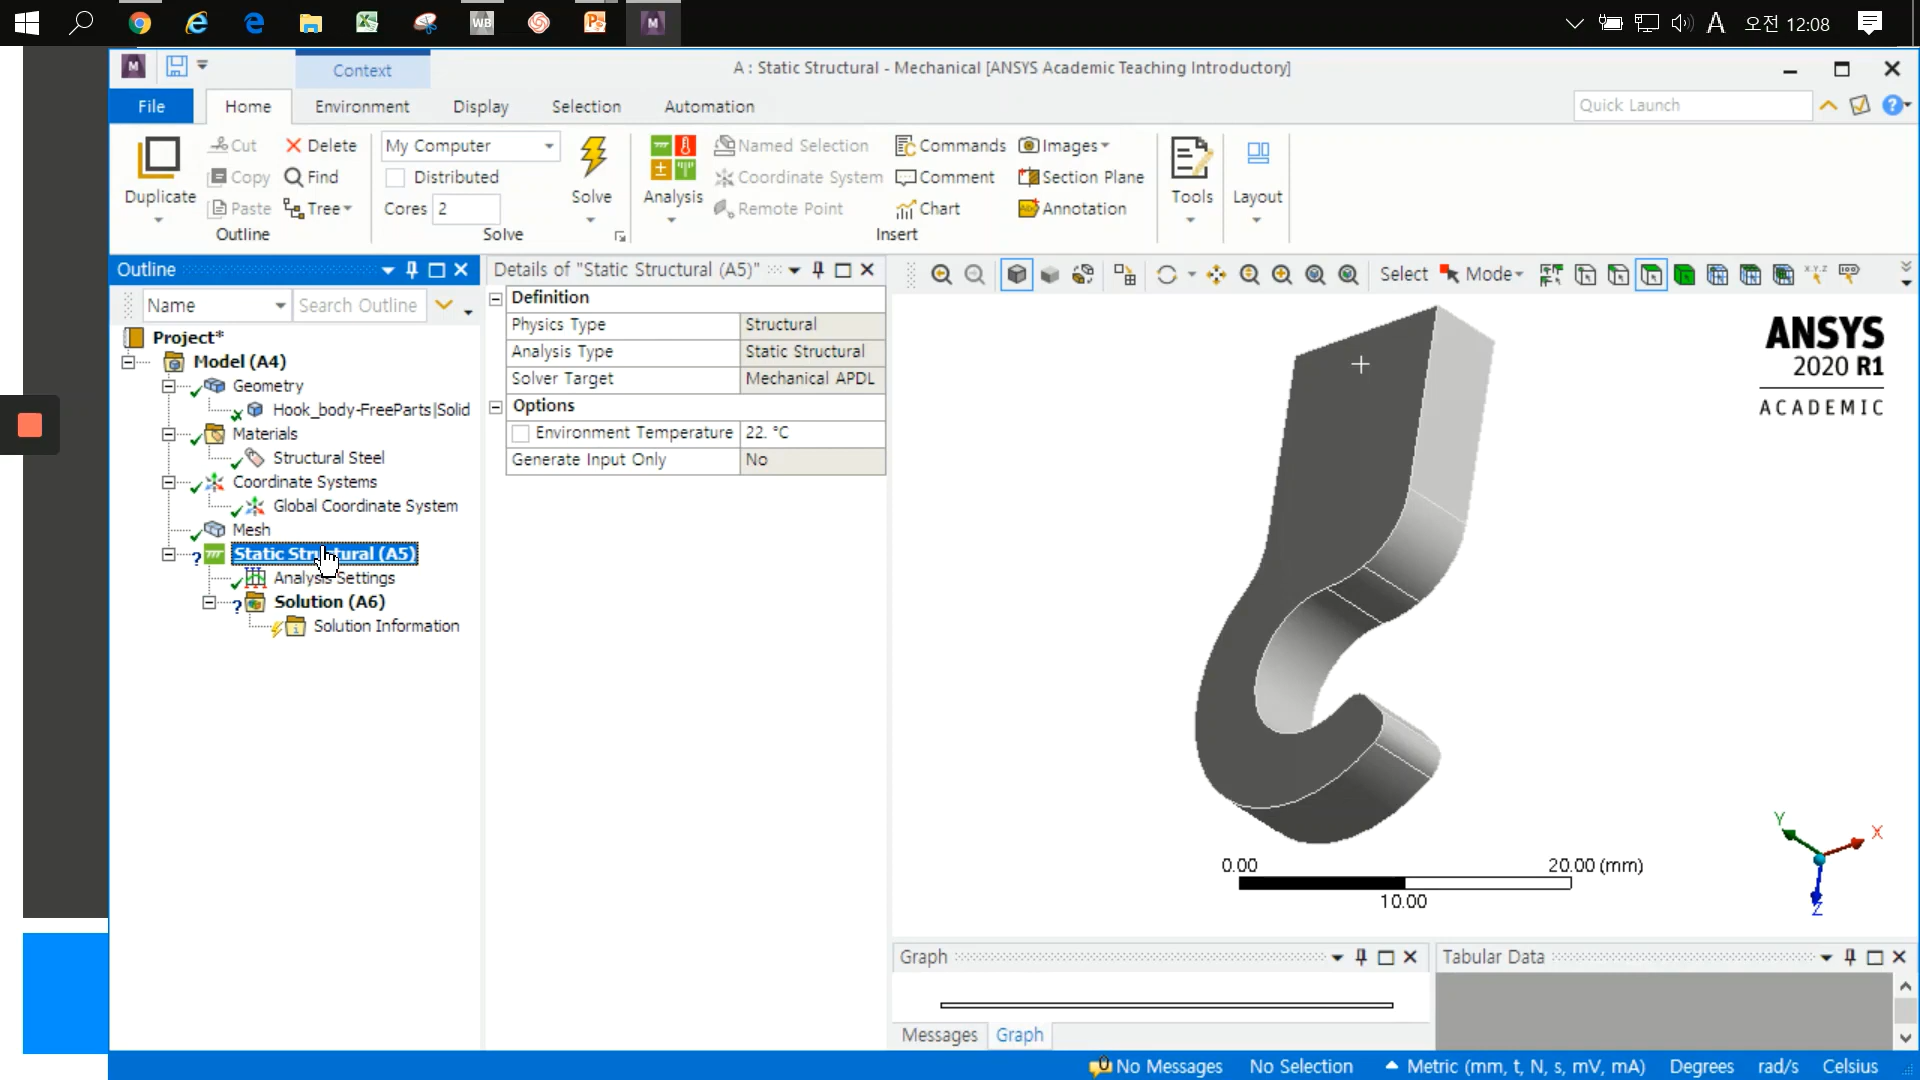 WB
P
M
A
오전 12:08
M
Context
A : Static Structural - Mechanical [ANSYS Academic Teaching Introductory]
File
Home
Environment
Display
Selection
Automation
Quick Launch
Duplicate
Cut
Copy
Paste
Delete
Find
Tree
Outline
My Computer
Distributed
Cores 2
Solve
Solve
Analysis
Named Selection
Coordinate System
Remote Point
Commands
Comment
Chart
Images
Section Plane
Annotation
Insert
Tools
Layout
Outline
Name
Search Outline
Project*
Model (A4)
Geometry
Hook_body-FreeParts|Solid
Materials
Structural Steel
Coordinate Systems
Global Coordinate System
Mesh
Static Structural (A5)
Analysis Settings
Solution (A6)
Solution Information
Details of "Static Structural (A5)"
Definition
Physics Type Structural
Analysis Type Static Structural
Solver Target Mechanical APDL
Options
Environment Temperature 22. °C
Generate Input Only No
Select
Mode
ANSYS
2020 R1
ACADEMIC
Y
X
Z
0.00 20.00 (mm)
10.00
Graph
Tabular Data
Messages
Graph
No Messages
No Selection
Metric (mm, t, N, s, mV, mA)
Degrees
rad/s
Celsius